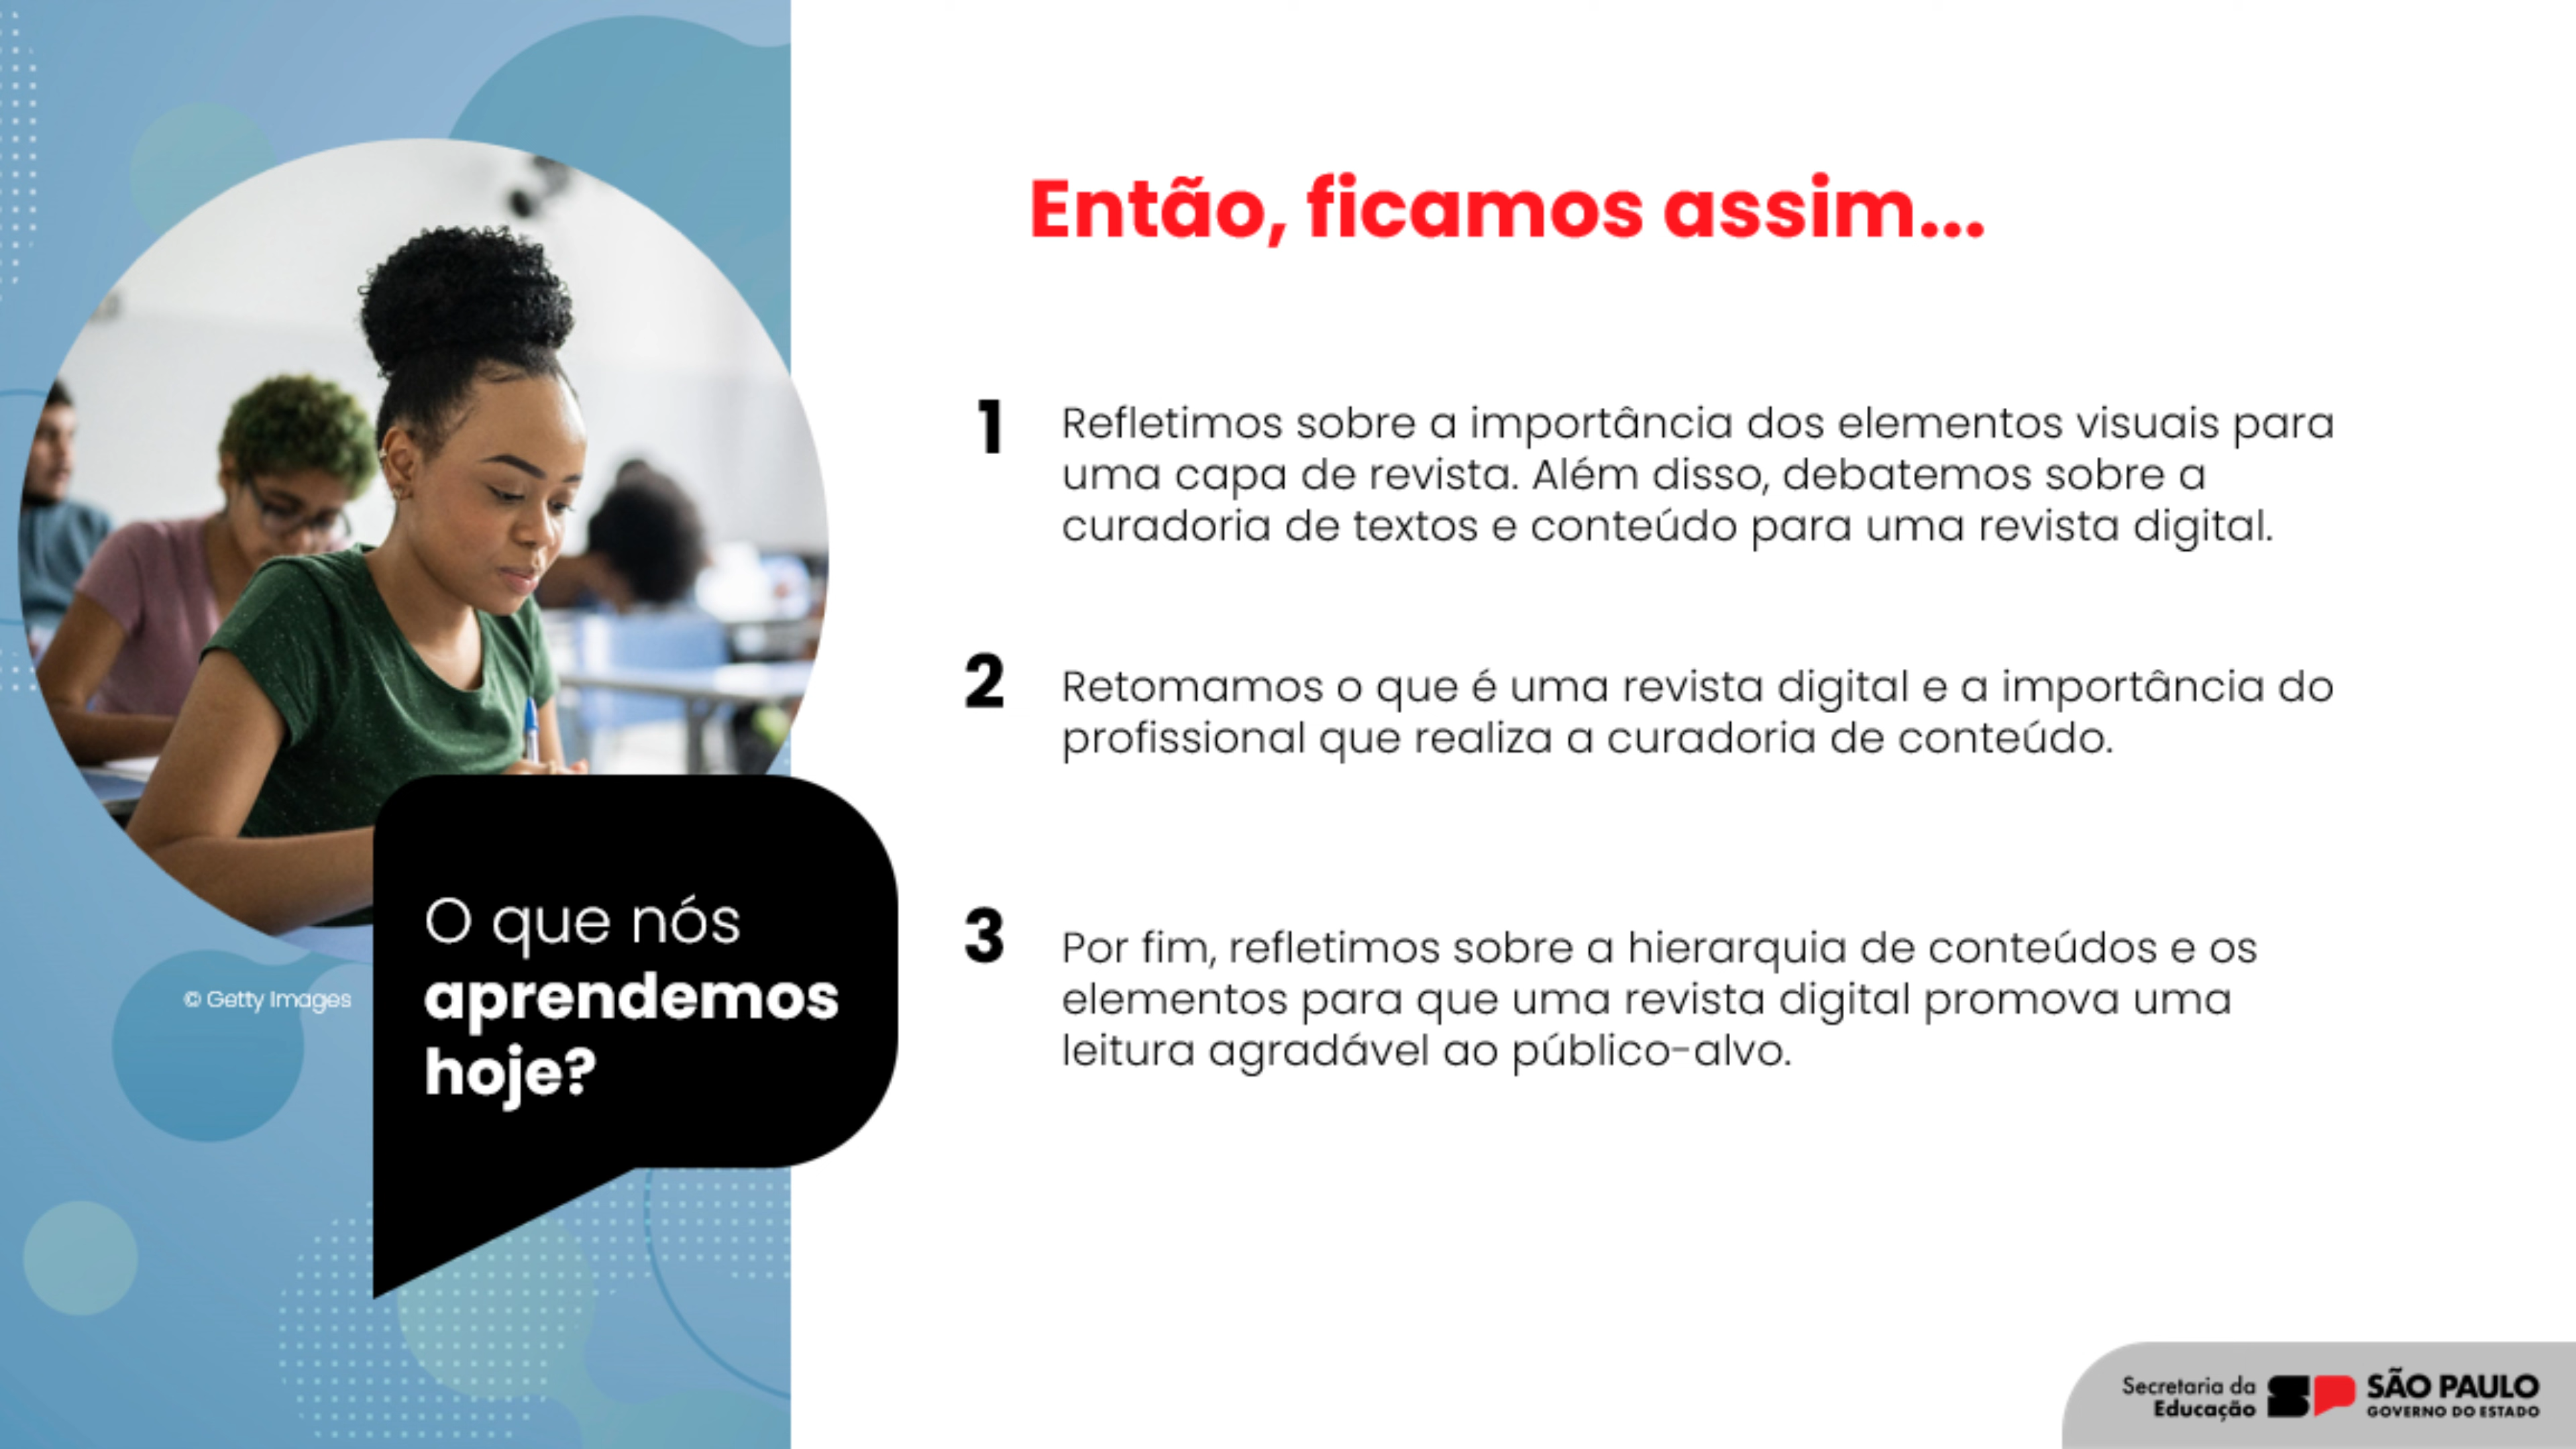 Então, ficamos assim...
1
Refletimos sobre a importância dos elementos visuais para
uma capa de revista. Além disso, debatemos sobre a
curadoria de textos e conteúdo para uma revista digital.
2
Retomamos o que é uma revista digital e a importância do
profissional que realiza a curadoria de conteúdo.
3
Por fim, refletimos sobre a hierarquia de conteúdos e os
elementos para que uma revista digital promova uma
leitura agradável ao público-alvo.
O que nós
aprendemos
hoje?
© Getty Images
Secretaria da
Educação
SP
SÃO PAULO
GOVERNO DO ESTADO